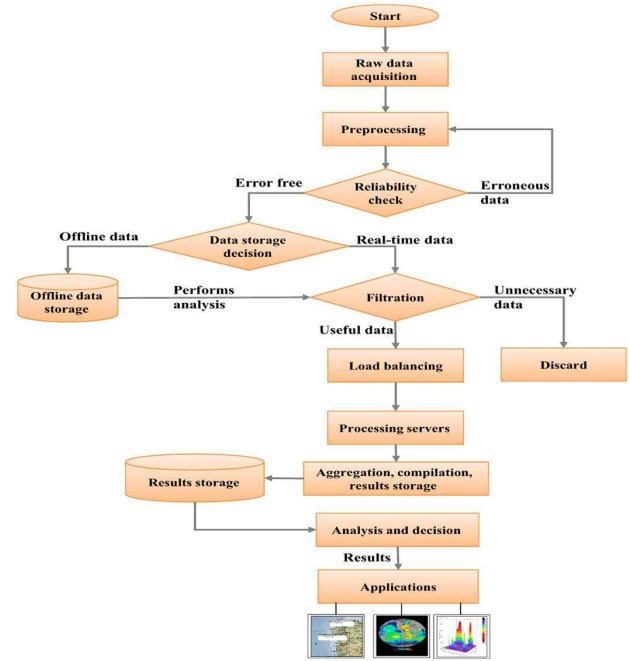 Start
Raw data
acquisition
Preprocessing
Error free
Reliability
check
Erroneous
data
Offline data
Data storage
decision
Real-time data
Offline data
storage
Performs
analysis
Filtration
Unnecessary
data
Useful data
Load balancing
Discard
Processing servers
Results storage
Aggregation, compilation,
results storage
Analysis and decision
Results
Applications